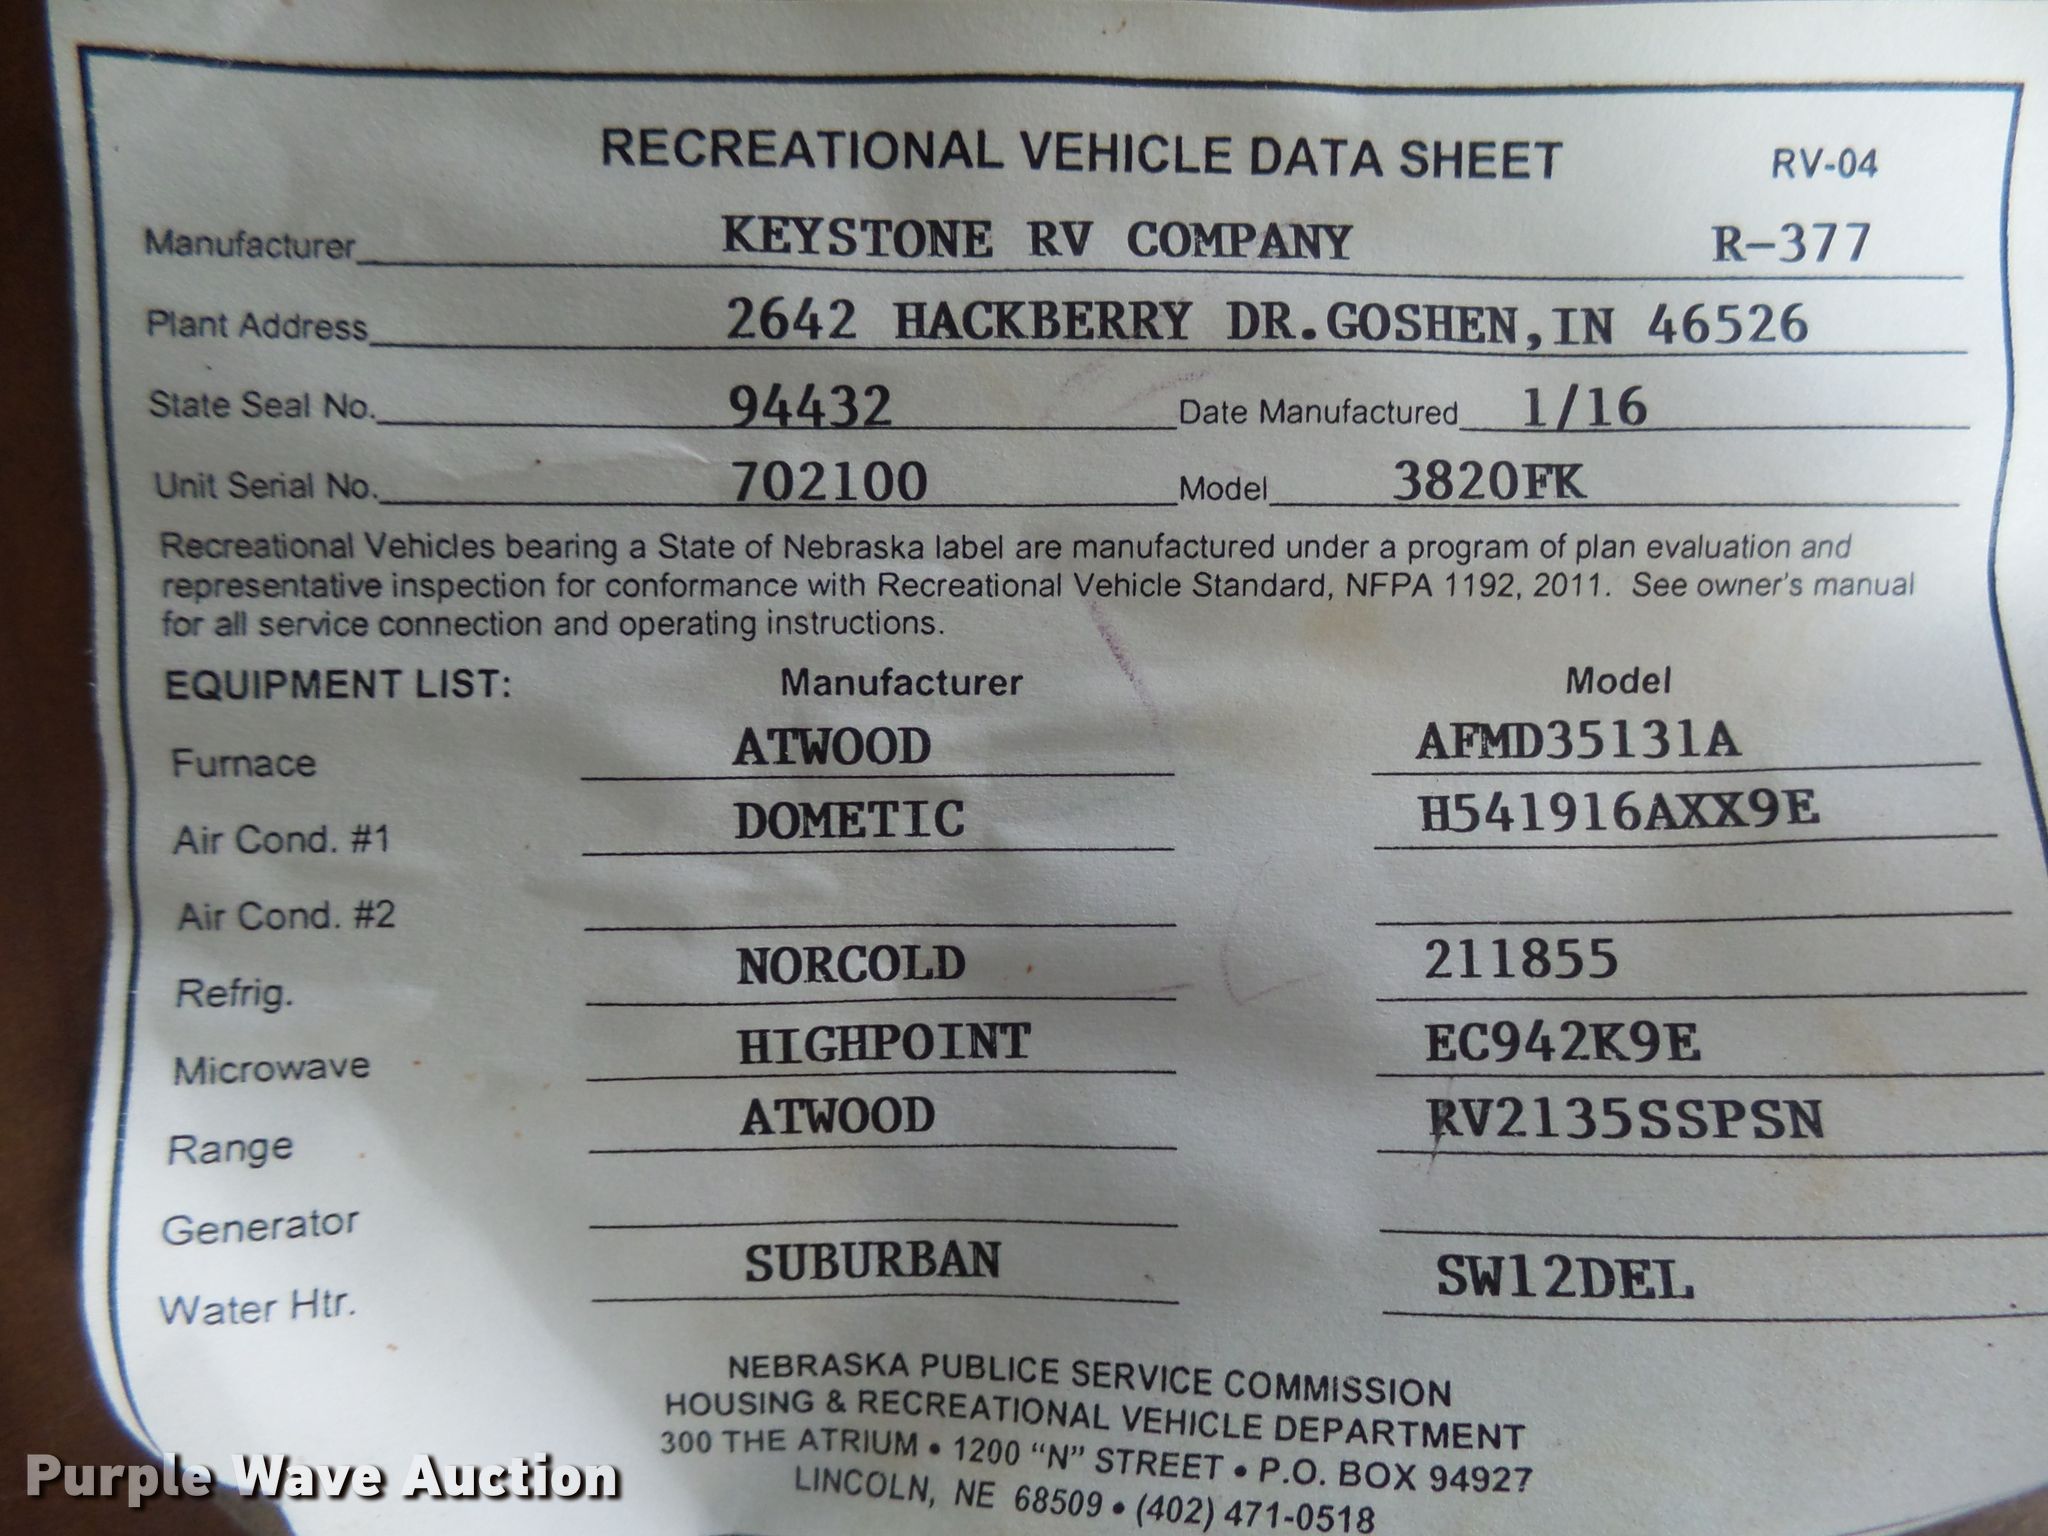 RECREATIONAL VEHICLE DATA SHEET RV-04
Manufacturer KEYSTONE RV COMPANY R-377
Plant Address 2642 HACKBERRY DR.GOSHEN,IN 46526
State Seal No. 94432 Date Manufactured 1/16
Unit Serial No. 702100 Model 3820FK
Recreational Vehicles bearing a State of Nebraska label are manufactured under a program of plan evaluation and
representative inspection for conformance with Recreational Vehicle Standard, NFPA 1192, 2011. See owner's manual
for all service connection and operating instructions.
EQUIPMENT LIST: Manufacturer Model
Furnace ATWOOD AFMD35131A
Air Cond. #1 DOMETIC H541916AXX9E
Air Cond. #2
Refrig. NORCOLD 211855
Microwave HIGHPOINT EC942K9E
Range ATWOOD RV2135SSPSN
Generator
Water Htr. SUBURBAN SW12DEL
NEBRASKA PUBLICE SERVICE COMMISSION
HOUSING & RECREATIONAL VEHICLE DEPARTMENT
300 THE ATRIUM • 1200 “N” STREET • P.O. BOX 94927
LINCOLN, NE 68509 • (402) 471-0518
Purple Wave Auction